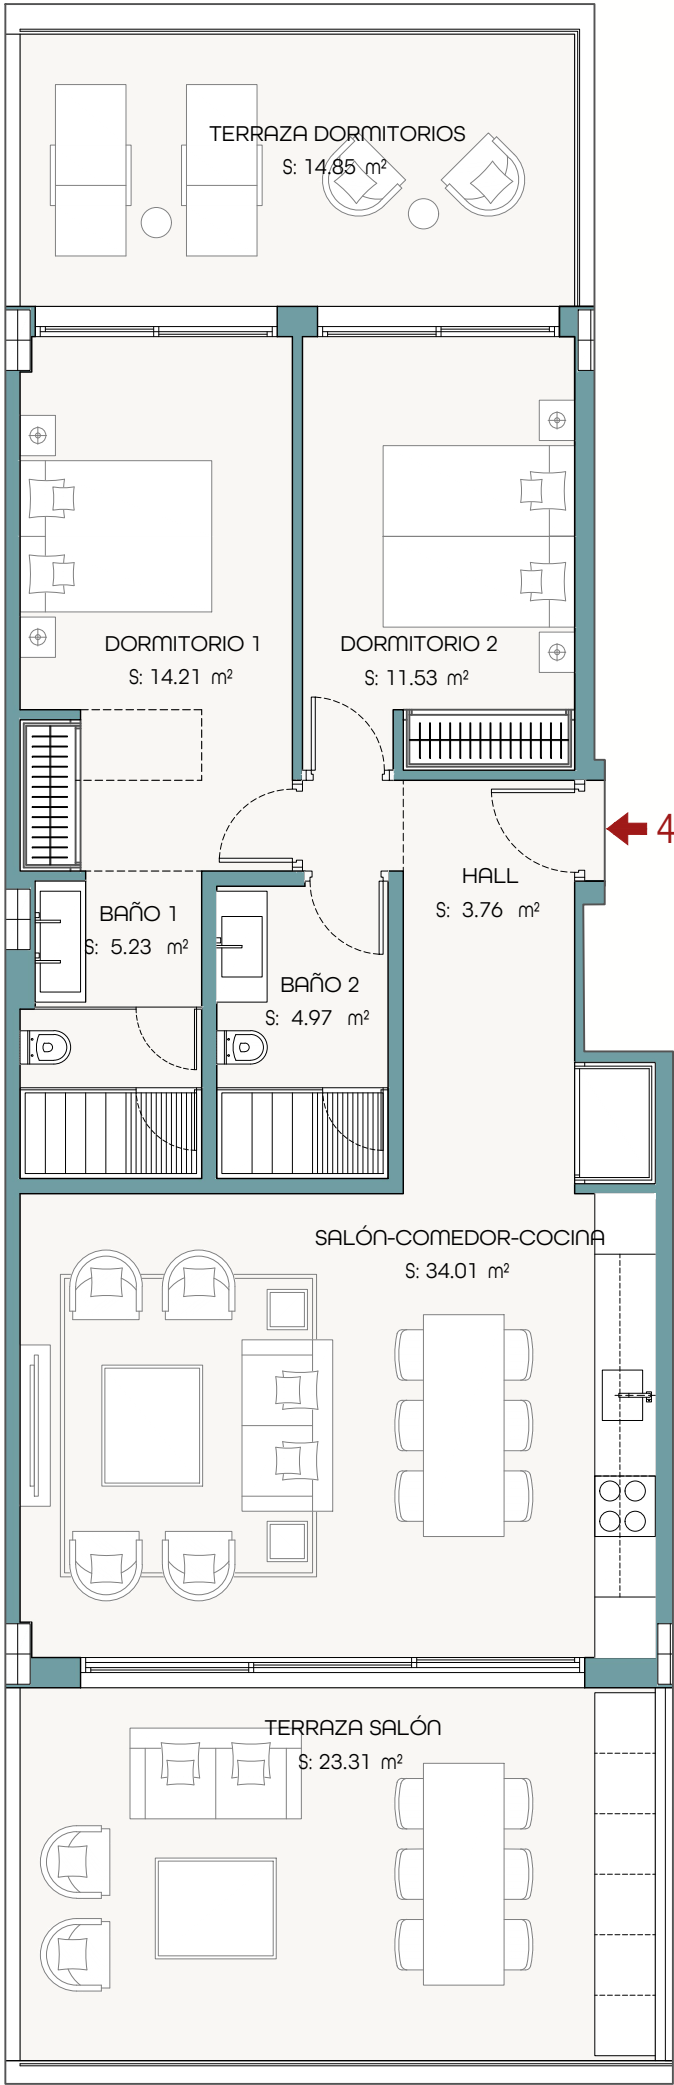 TERRAZA DORMITORIOS
S: 14.85 m²
DORMITORIO 1
S: 14.21 m²
DORMITORIO 2
S: 11.53 m²
4
HALL
S: 3.76 m²
BAÑO 1
S: 5.23 m²
BAÑO 2
S: 4.97 m²
SALÓN-COMEDOR-COCINA
S: 34.01 m²
TERRAZA SALÓN
S: 23.31 m²